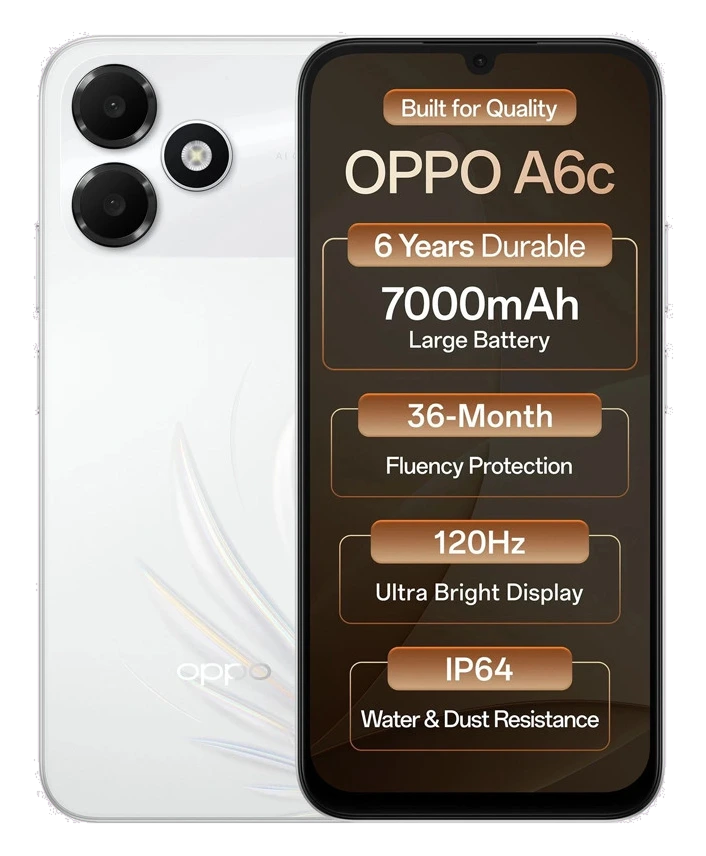 Built for Quality
OPPO A6c
6 Years Durable
7000mAh
Large Battery
36-Month
Fluency Protection
120Hz
Ultra Bright Display
IP64
Water & Dust Resistance
oppo